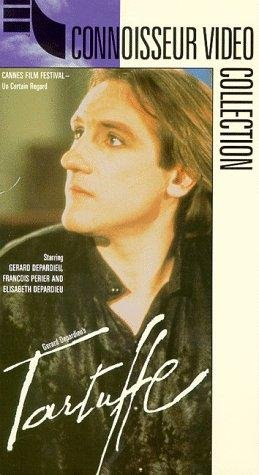 CONNOISSEUR VIDEO
COLLECTION
CANNES FILM FESTIVAL–
Un Certain Regard
Starring
GERARD DEPARDIEU,
FRANCOIS PERIER AND
ELISABETH DEPARDIEU
Gerard Depardieu's
Tartuffe